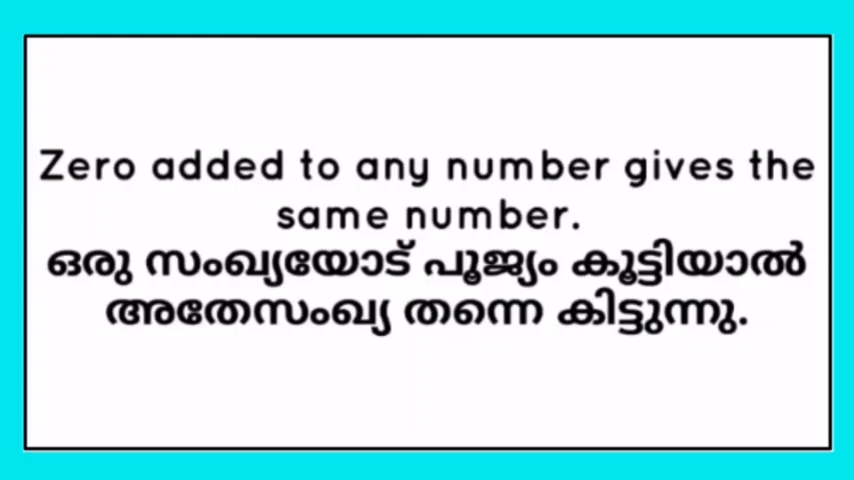 Zero added to any number gives the
same number.
ഒരു സംഖ്യയോട് പൂജ്യം കൂട്ടിയാൽ
അതേസംഖ്യ തന്നെ കിട്ടുന്നു.